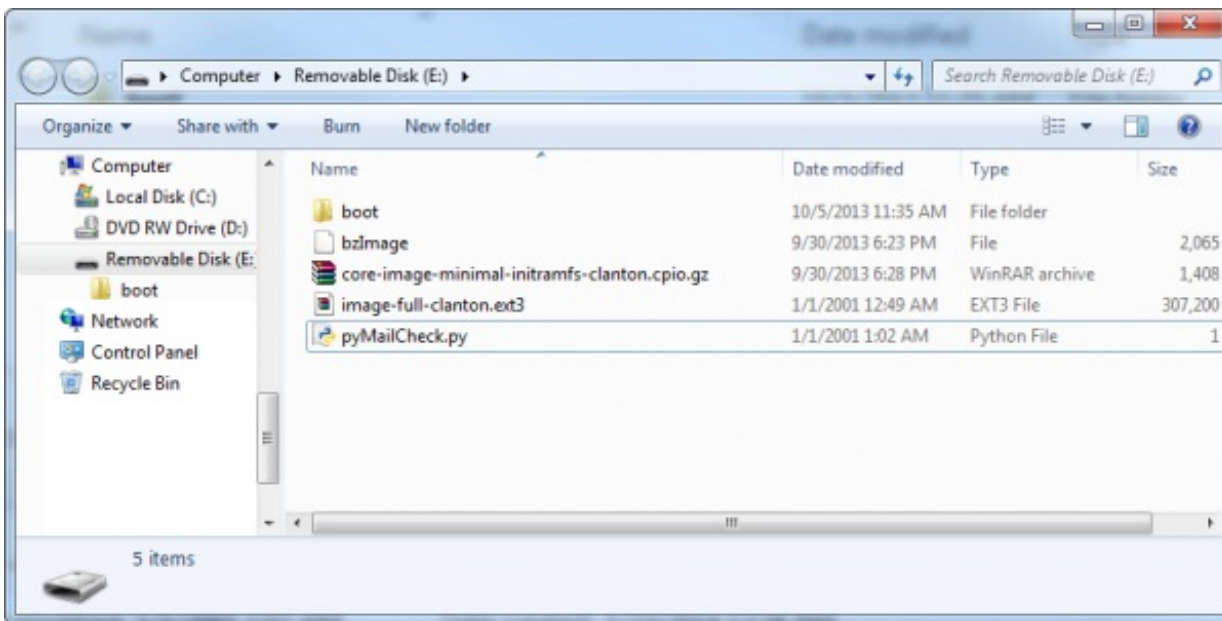 Name Date modified
Computer Removable Disk (E:) Search Removable Disk (E:)
Organize Share with Burn New folder
Computer Name Date modified Type Size
Local Disk (C:) boot 10/5/2013 11:35 AM File folder
DVD RW Drive (D:) bzImage 9/30/2013 6:23 PM File 2,065
Removable Disk (E: core-image-minimal-initramfs-clanton.cpio.gz 9/30/2013 6:28 PM WinRAR archive 1,408
boot image-full-clanton.ext3 1/1/2001 12:49 AM EXT3 File 307,200
Network pyMailCheck.py 1/1/2001 1:02 AM Python File 1
Control Panel
Recycle Bin
5 items